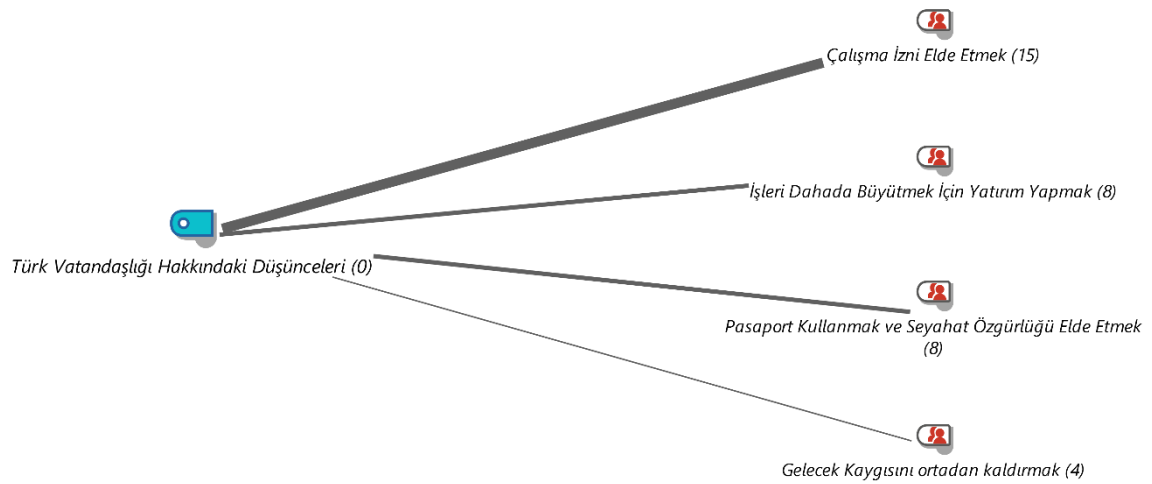 Çalışma İzni Elde Etmek (15)
İşleri Dahada Büyütmek İçin Yatırım Yapmak (8)
Türk Vatandaşlığı Hakkındaki Düşünceleri (0)
Pasaport Kullanmak ve Seyahat Özgürlüğü Elde Etmek
(8)
Gelecek Kaygısını ortadan kaldırmak (4)